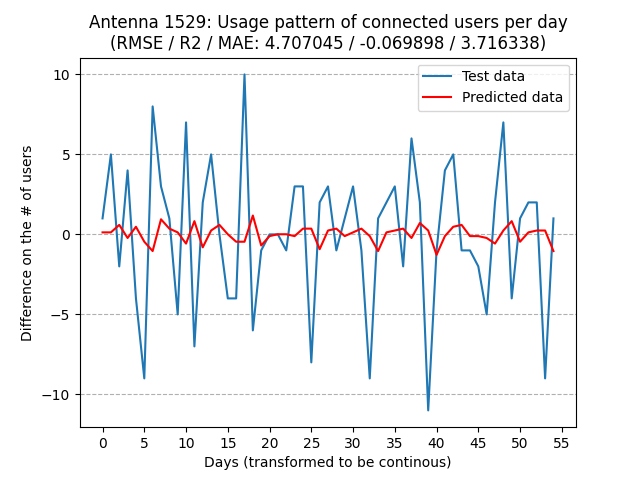 Antenna 1529: Usage pattern of connected users per day
(RMSE / R2 / MAE: 4.707045 / -0.069898 / 3.716338)
Test data
Predicted data
Difference on the # of users
10
5
0
−5
−10
0 5 10 15 20 25 30 35 40 45 50 55
Days (transformed to be continous)